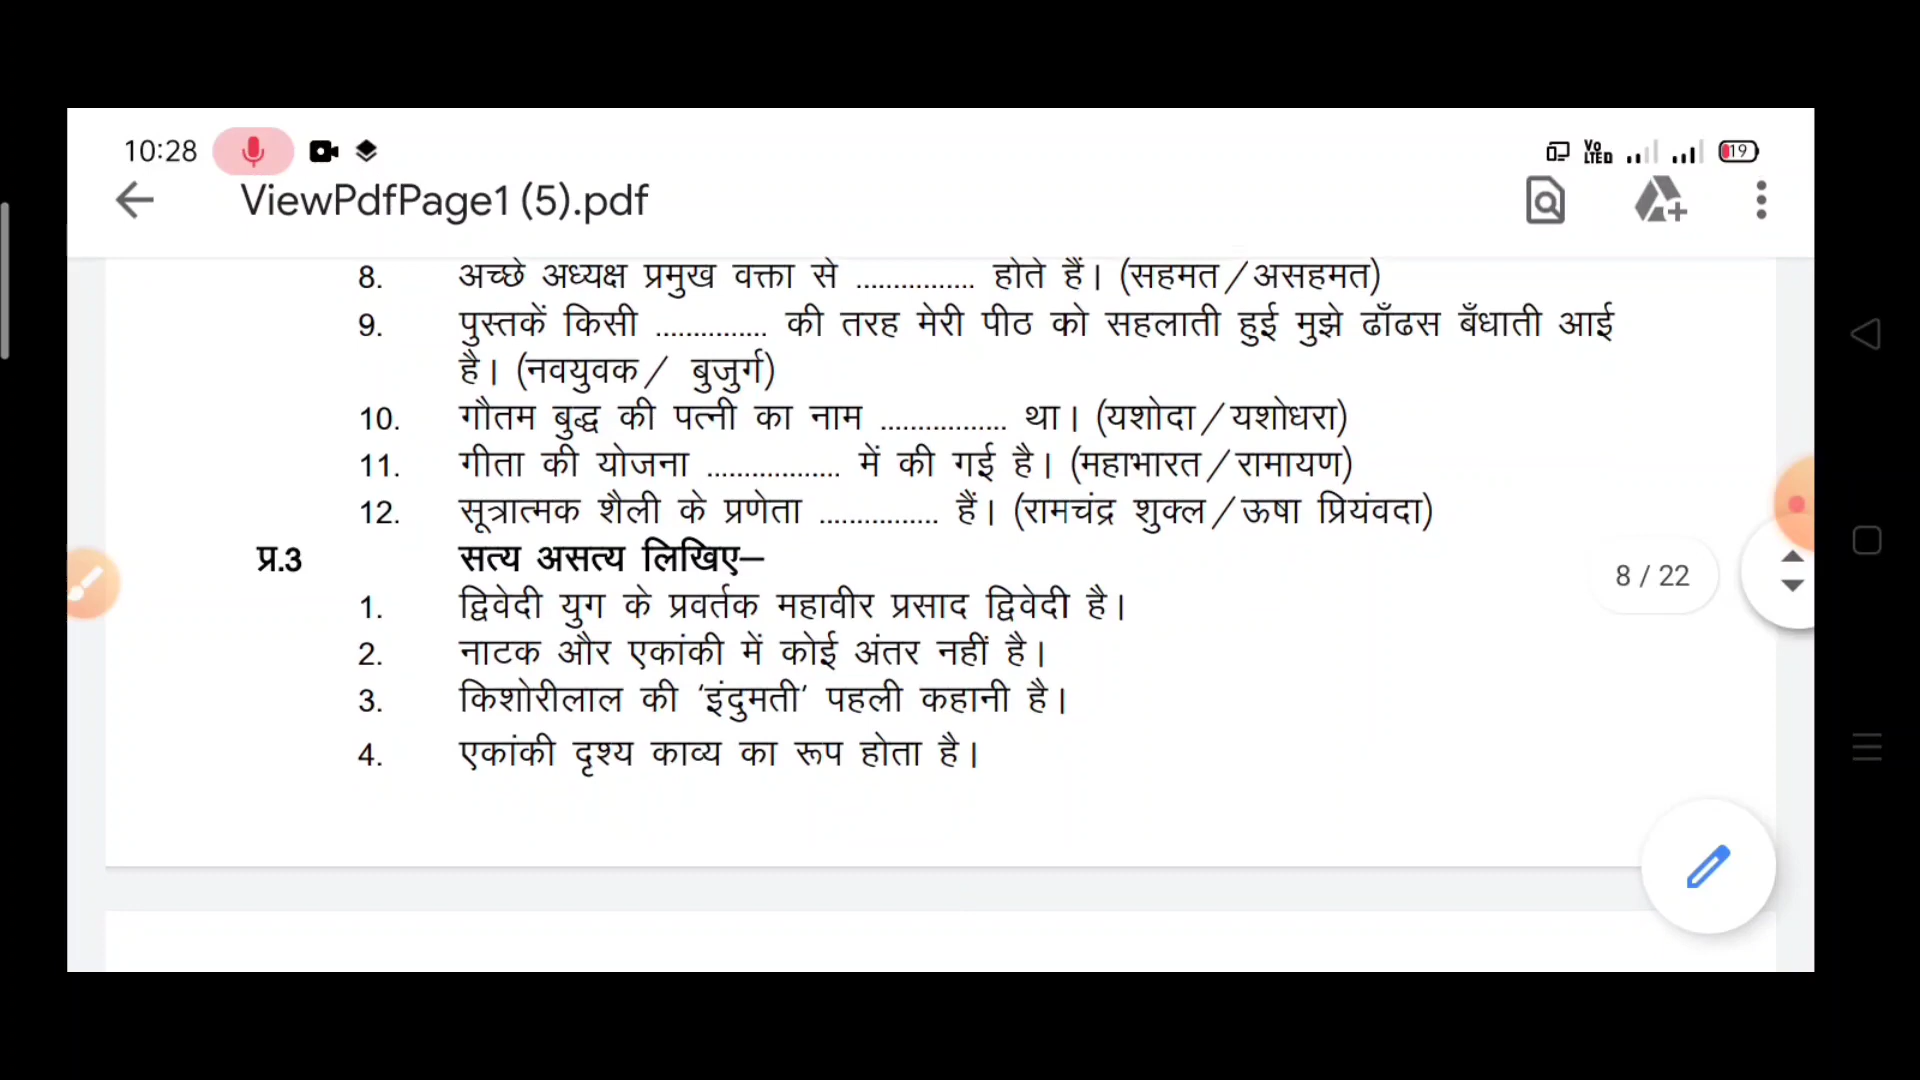 10:28
Vo LTED
19
ViewPdfPage1 (5).pdf
8. अच्छे अध्यक्ष प्रमुख वक्ता से ................ होते हैं। (सहमत/असहमत)
9. पुस्तकें किसी ............... की तरह मेरी पीठ को सहलाती हुई मुझे ढाँढस बँधाती आई
है। (नवयुवक/ बुजुर्ग)
10. गौतम बुद्ध की पत्नी का नाम ................. था। (यशोदा/यशोधरा)
11. गीता की योजना .................. में की गई है। (महाभारत/रामायण)
12. सूत्रात्मक शैली के प्रणेता ................ हैं। (रामचंद्र शुक्ल/ऊषा प्रियंवदा)
प्र.3 सत्य असत्य लिखिए–
8 / 22
1. द्विवेदी युग के प्रवर्तक महावीर प्रसाद द्विवेदी है।
2. नाटक और एकांकी में कोई अंतर नहीं है।
3. किशोरीलाल की ‘इंदुमती’ पहली कहानी है।
4. एकांकी दृश्य काव्य का रूप होता है।